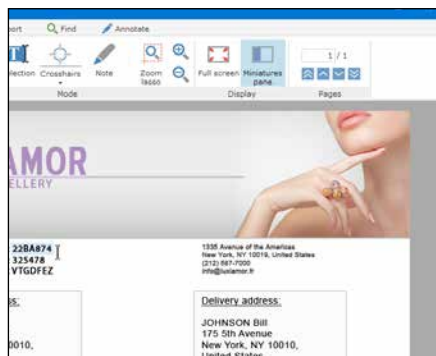 ort Find Annotate
lection Crosshairs Note Zoom lasso Full screen Miniatures pane
1 / 1
Mode Display Pages
AMOR
ELLERY
22BA874
325478
VTGDFEZ
1335 Avenue of the Americas
New York, NY 10019, United States
(212) 687-7000
info@luxiamor.fr
ss:
0010,
Delivery address:
JOHNSON Bill
175 5th Avenue
New York, NY 10010,
United States